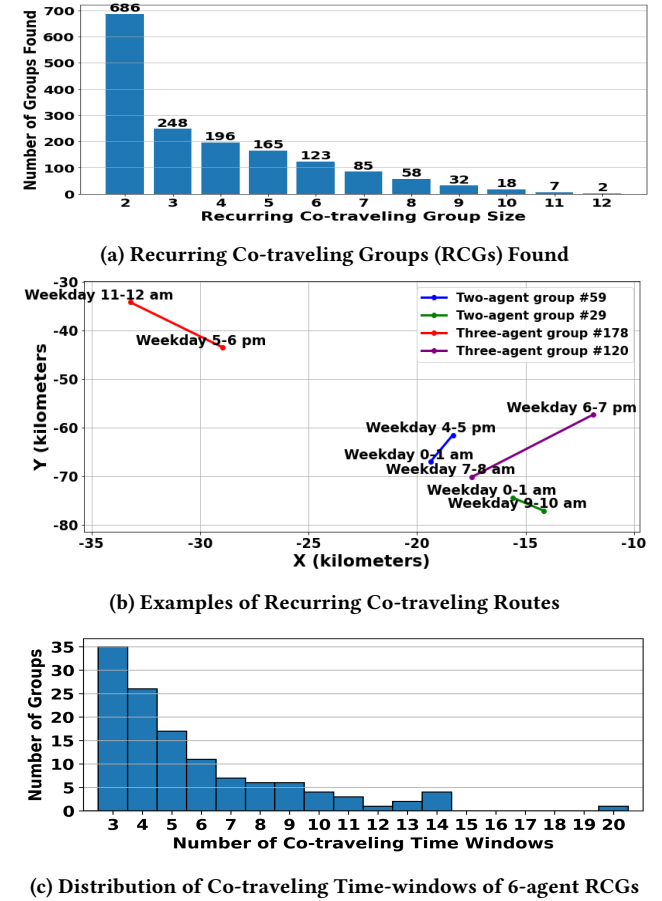 700
600
500
400
300
200
100
0
Number of Groups Found
686
248
196
165
123
85
58
32
18
7
2
2 3 4 5 6 7 8 9 10 11 12
Recurring Co-traveling Group Size
(a) Recurring Co-traveling Groups (RCGs) Found
-30
-40
-50
-60
-70
-80
Y (kilometers)
Weekday 11-12 am
Weekday 5-6 pm
Two-agent group #59
Two-agent group #29
Three-agent group #178
Three-agent group #120
Weekday 6-7 pm
Weekday 4-5 pm
Weekday 0-1 am
Weekday 7-8 am
Weekday 0-1 am
Weekday 9-10 am
-35 -30 -25 -20 -15 -10
X (kilometers)
(b) Examples of Recurring Co-traveling Routes
35
30
25
20
15
10
5
0
Number of Groups
3 4 5 6 7 8 9 10 11 12 13 14 15 16 17 18 19 20
Number of Co-traveling Time Windows
(c) Distribution of Co-traveling Time-windows of 6-agent RCGs